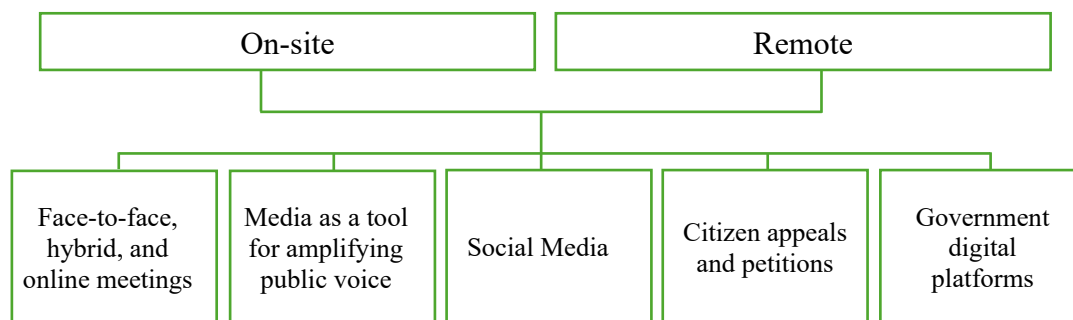 On-site
Remote
Face-to-face,
hybrid, and
online meetings
Media as a tool
for amplifying
public voice
Social Media
Citizen appeals
and petitions
Government
digital
platforms